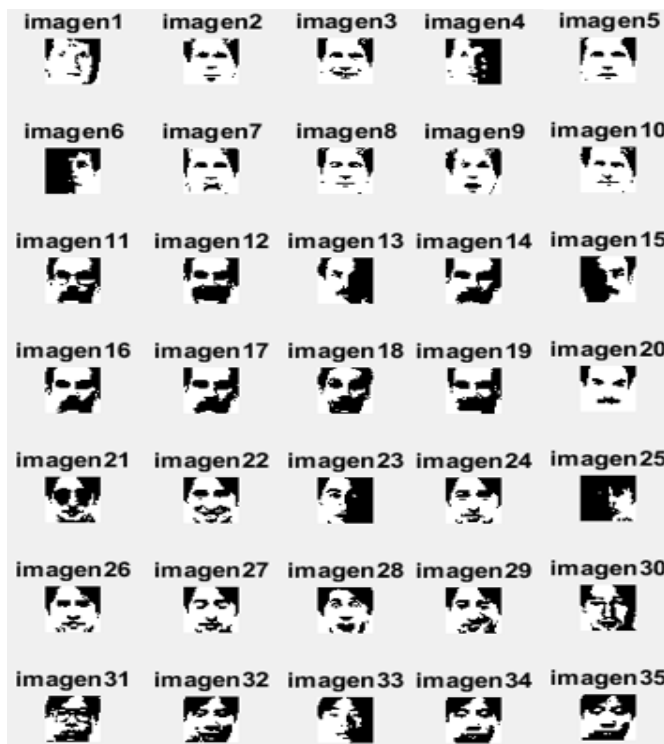 imagen1 imagen2 imagen3 imagen4 imagen5
imagen6 imagen7 imagen8 imagen9 imagen10
imagen11 imagen12 imagen13 imagen14 imagen15
imagen16 imagen17 imagen18 imagen19 imagen20
imagen21 imagen22 imagen23 imagen24 imagen25
imagen26 imagen27 imagen28 imagen29 imagen30
imagen31 imagen32 imagen33 imagen34 imagen35